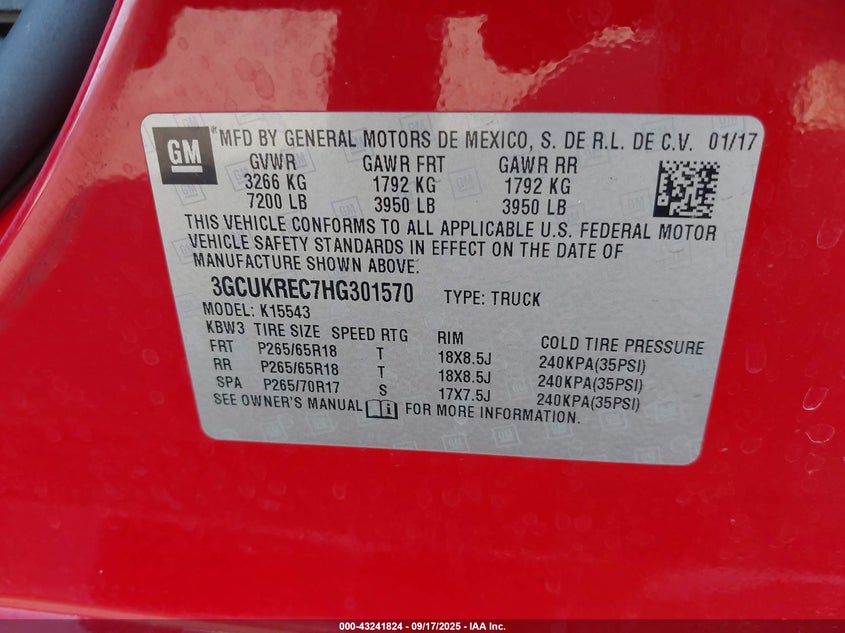 GM
MFD BY GENERAL MOTORS DE MEXICO, S. DE R.L. DE C.V. 01/17
GVWR GAWR FRT GAWR RR
3266 KG 1792 KG 1792 KG
7200 LB 3950 LB 3950 LB
THIS VEHICLE CONFORMS TO ALL APPLICABLE U.S. FEDERAL MOTOR
VEHICLE SAFETY STANDARDS IN EFFECT ON THE DATE OF
MANUFACTURE SHOWN ABOVE.
3GCUKREC7HG301570 TYPE: TRUCK
MODEL: K15543
KBW3 TIRE SIZE SPEED RTG RIM COLD TIRE PRESSURE
FRT P265/65R18 T 18X8.5J 240KPA(35PSI)
RR P265/65R18 T 18X8.5J 240KPA(35PSI)
SPA P265/70R17 S 17X7.5J 240KPA(35PSI)
SEE OWNER'S MANUAL FOR MORE INFORMATION.
000-43241824 - 09/17/2025 - IAA Inc.